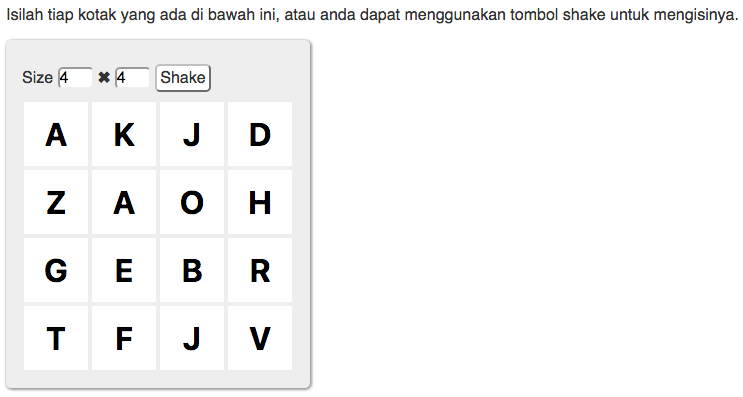 Isilah tiap kotak yang ada di bawah ini, atau anda dapat menggunakan tombol shake untuk mengisinya.
Size 4 ✖ 4 Shake
A K J D
Z A O H
G E B R
T F J V